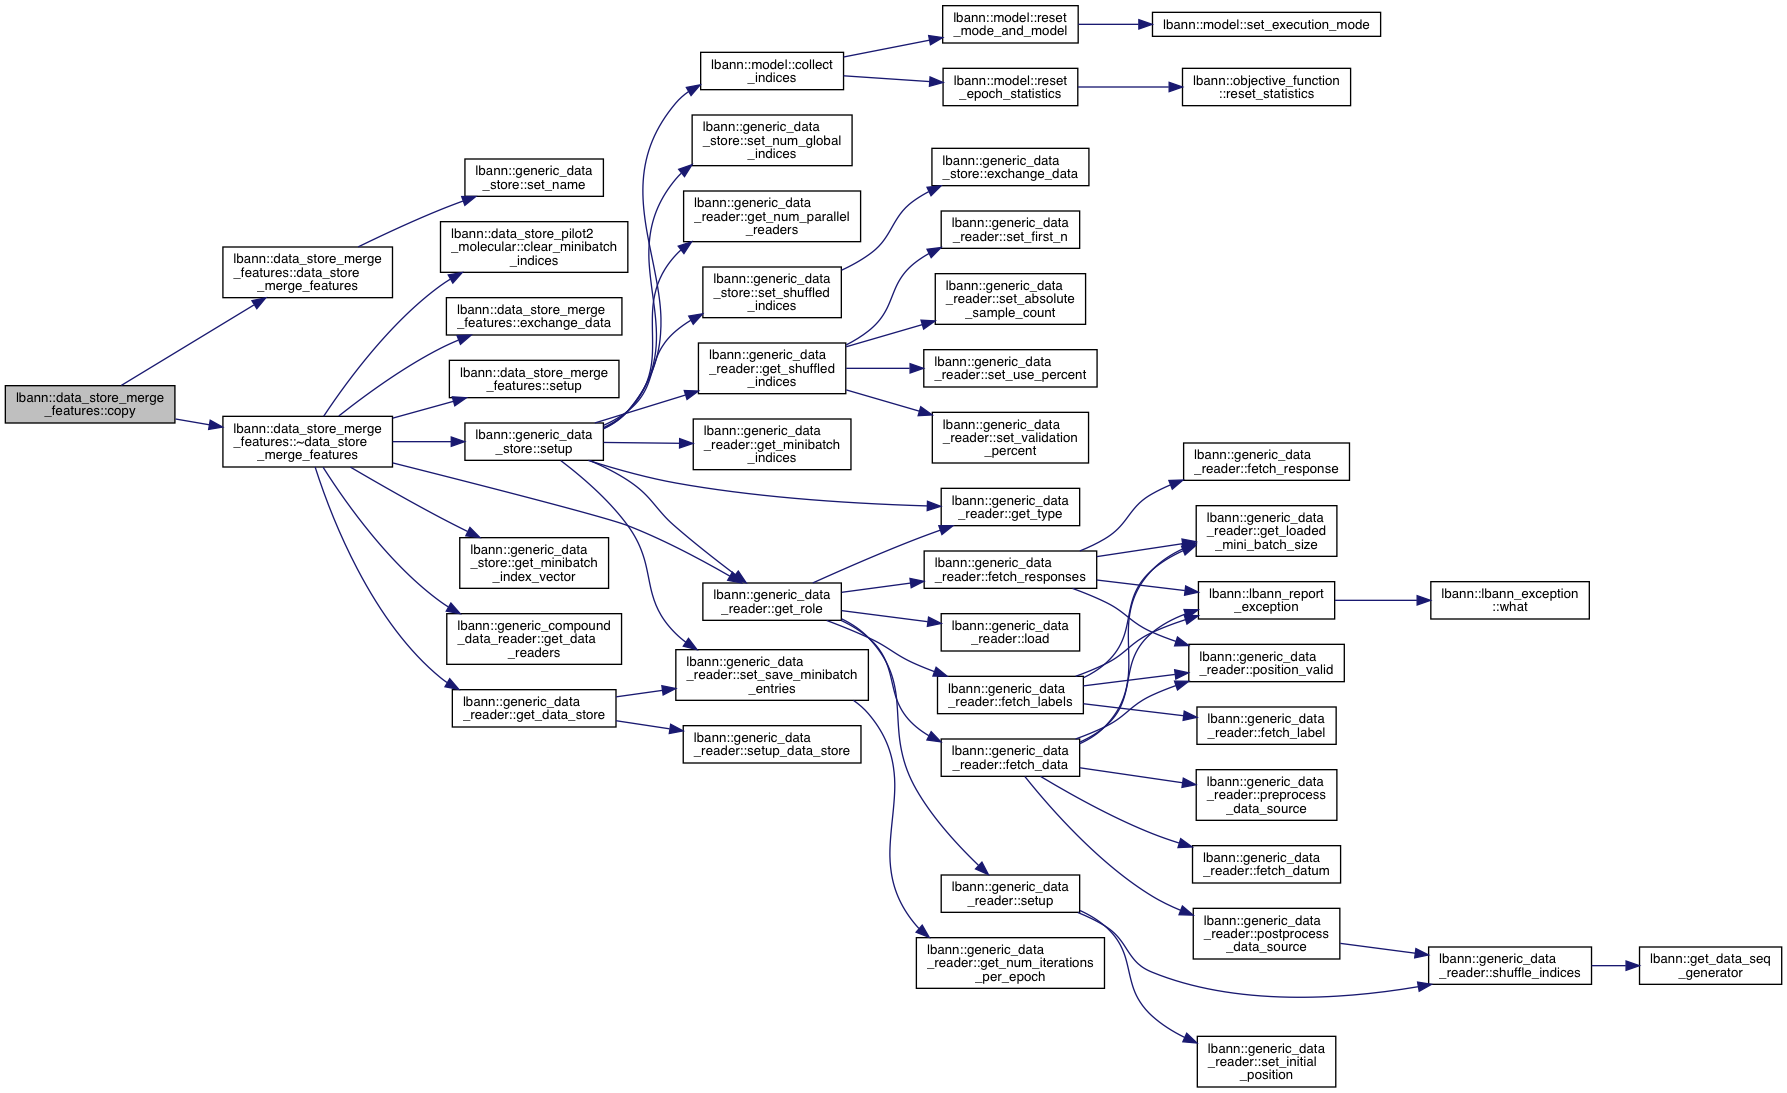 lbann::data_store_merge
_features::copy
lbann::data_store_merge
_features::data_store
_merge_features
lbann::data_store_merge
_features::~data_store
_merge_features
lbann::generic_data
_store::set_name
lbann::data_store_pilot2
_molecular::clear_minibatch
_indices
lbann::data_store_merge
_features::exchange_data
lbann::data_store_merge
_features::setup
lbann::generic_data
_store::setup
lbann::generic_data
_store::get_minibatch
_index_vector
lbann::generic_compound
_data_reader::get_data
_readers
lbann::generic_data
_reader::get_data_store
lbann::model::collect
_indices
lbann::generic_data
_store::set_num_global
_indices
lbann::generic_data
_reader::get_num_parallel
_readers
lbann::generic_data
_store::set_shuffled
_indices
lbann::generic_data
_reader::get_shuffled
_indices
lbann::generic_data
_reader::get_minibatch
_indices
lbann::generic_data
_reader::get_role
lbann::generic_data
_reader::set_save_minibatch
_entries
lbann::generic_data
_reader::setup_data_store
lbann::model::reset
_mode_and_model
lbann::model::reset
_epoch_statistics
lbann::generic_data
_store::exchange_data
lbann::generic_data
_reader::set_first_n
lbann::generic_data
_reader::set_absolute
_sample_count
lbann::generic_data
_reader::set_use_percent
lbann::generic_data
_reader::set_validation
_percent
lbann::generic_data
_reader::get_type
lbann::generic_data
_reader::fetch_responses
lbann::generic_data
_reader::load
lbann::generic_data
_reader::fetch_labels
lbann::generic_data
_reader::fetch_data
lbann::generic_data
_reader::setup
lbann::generic_data
_reader::get_num_iterations
_per_epoch
lbann::model::set_execution_mode
lbann::objective_function
::reset_statistics
lbann::generic_data
_reader::fetch_response
lbann::generic_data
_reader::get_loaded
_mini_batch_size
lbann::lbann_report
_exception
lbann::generic_data
_reader::position_valid
lbann::generic_data
_reader::fetch_label
lbann::generic_data
_reader::preprocess
_data_source
lbann::generic_data
_reader::fetch_datum
lbann::generic_data
_reader::postprocess
_data_source
lbann::generic_data
_reader::set_initial
_position
lbann::lbann_exception
::what
lbann::generic_data
_reader::shuffle_indices
lbann::get_data_seq
_generator